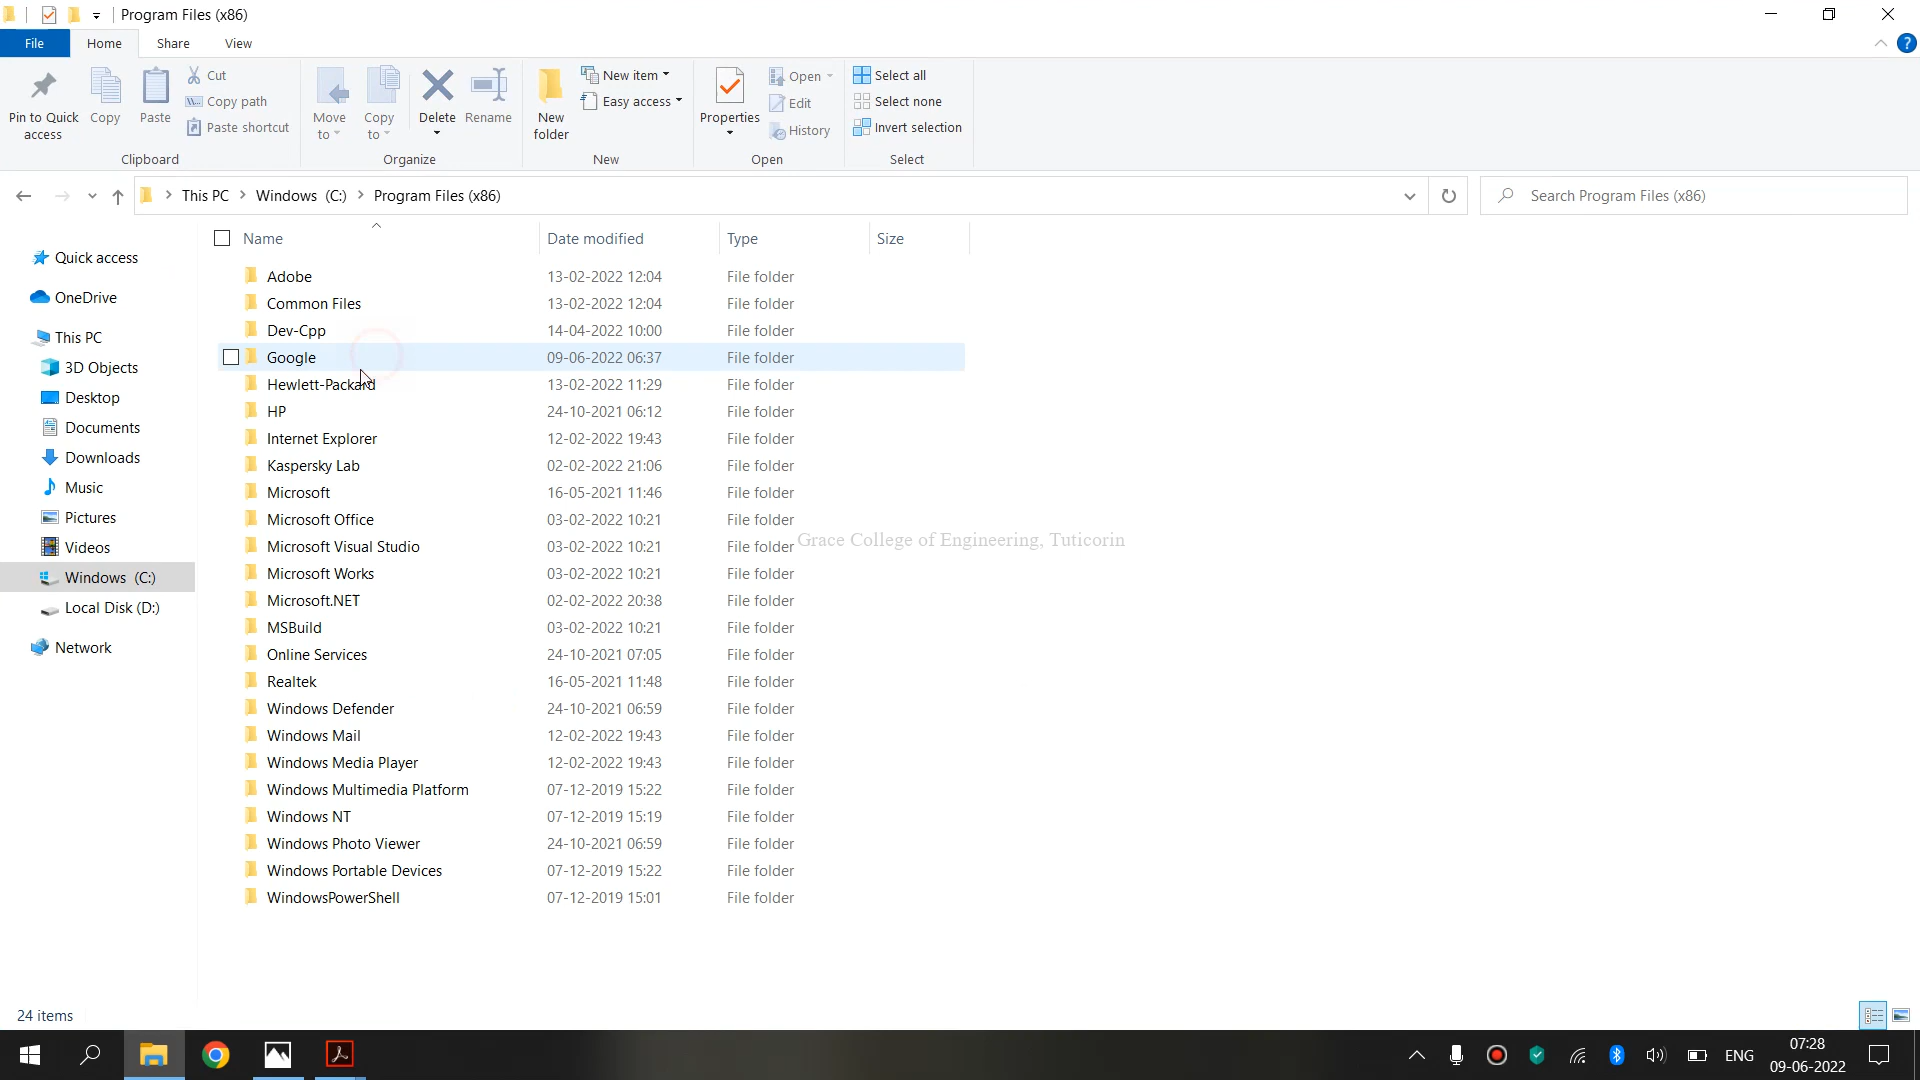 Program Files (x86)
File Home Share View
Pin to Quick access
Copy
Paste
Cut
Copy path
Paste shortcut
Clipboard
Move to
Copy to
Delete
Rename
Organize
New folder
New item
Easy access
New
Properties
Open
Edit
History
Open
Select all
Select none
Invert selection
Select
This PC Windows (C:) Program Files (x86)
Search Program Files (x86)
Quick access
OneDrive
This PC
3D Objects
Desktop
Documents
Downloads
Music
Pictures
Videos
Windows (C:)
Local Disk (D:)
Network
Name Date modified Type Size
Adobe 13-02-2022 12:04 File folder
Common Files 13-02-2022 12:04 File folder
Dev-Cpp 14-04-2022 10:00 File folder
Google 09-06-2022 06:37 File folder
Hewlett-Packard 13-02-2022 11:29 File folder
HP 24-10-2021 06:12 File folder
Internet Explorer 12-02-2022 19:43 File folder
Kaspersky Lab 02-02-2022 21:06 File folder
Microsoft 16-05-2021 11:46 File folder
Microsoft Office 03-02-2022 10:21 File folder
Microsoft Visual Studio 03-02-2022 10:21 File folder
Grace College of Engineering, Tuticorin
Microsoft Works 03-02-2022 10:21 File folder
Microsoft.NET 02-02-2022 20:38 File folder
MSBuild 03-02-2022 10:21 File folder
Online Services 24-10-2021 07:05 File folder
Realtek 16-05-2021 11:48 File folder
Windows Defender 24-10-2021 06:59 File folder
Windows Mail 12-02-2022 19:43 File folder
Windows Media Player 12-02-2022 19:43 File folder
Windows Multimedia Platform 07-12-2019 15:22 File folder
Windows NT 07-12-2019 15:19 File folder
Windows Photo Viewer 24-10-2021 06:59 File folder
Windows Portable Devices 07-12-2019 15:22 File folder
WindowsPowerShell 07-12-2019 15:01 File folder
24 items
ENG
07:28
09-06-2022